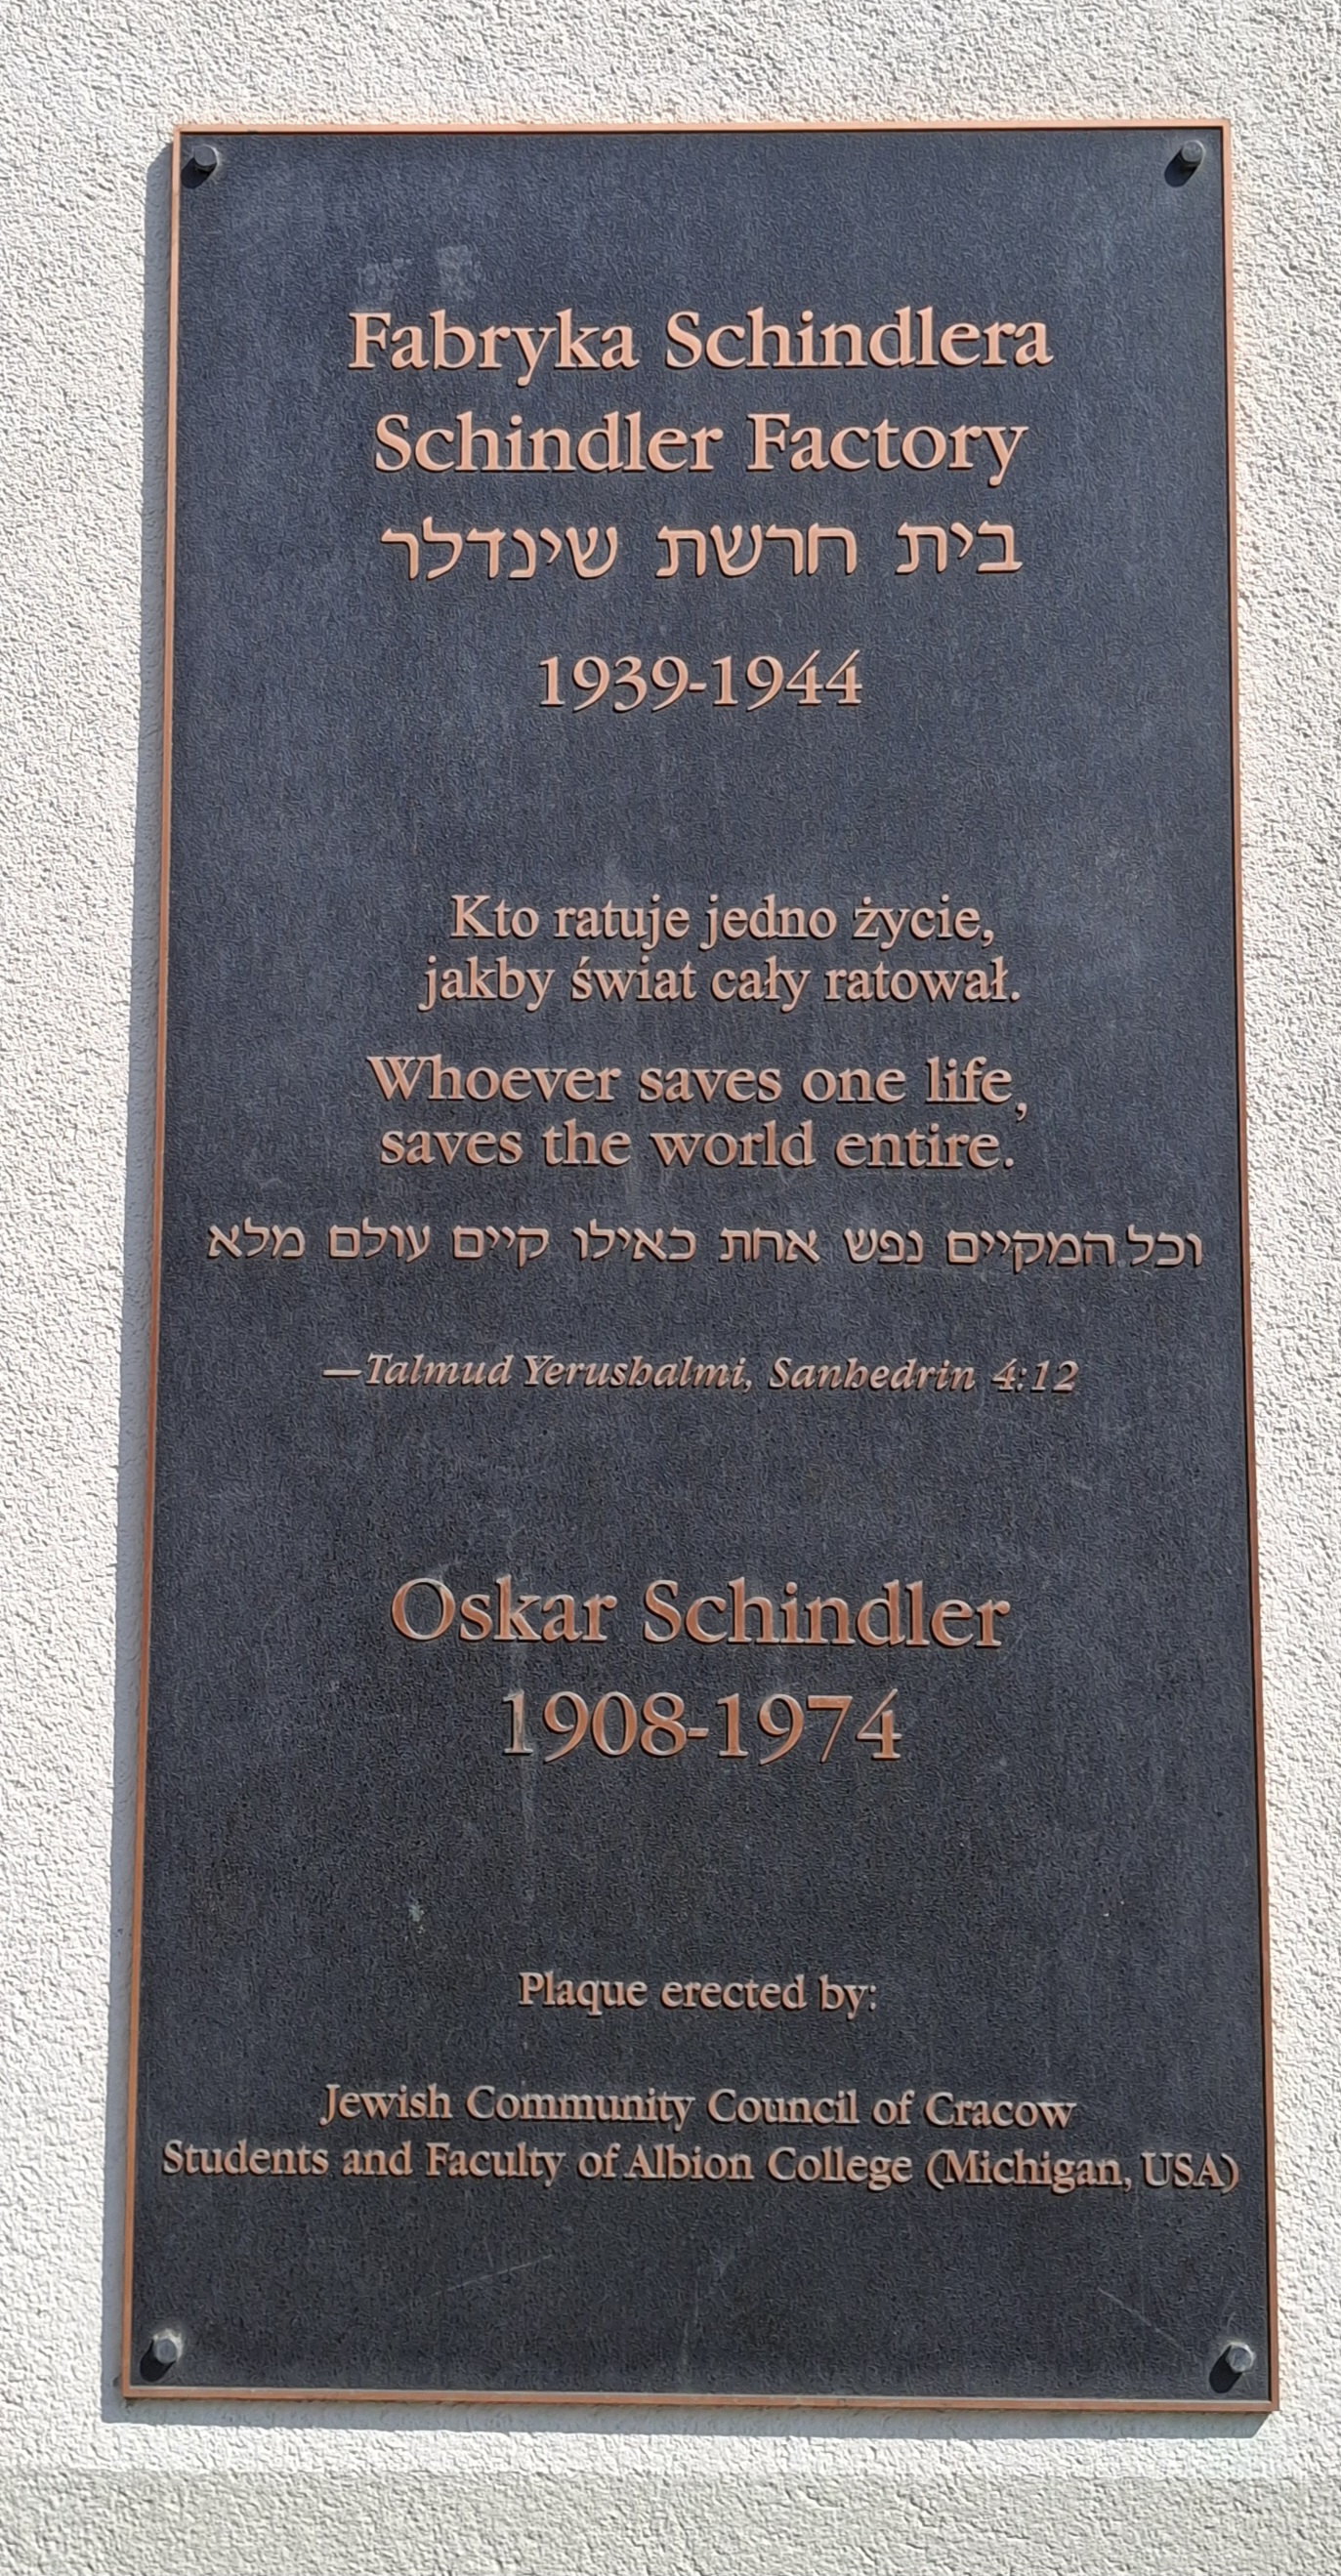 Fabryka Schindlera
Schindler Factory
בית חרשת שינדלר
1939-1944
Kto ratuje jedno życie,
jakby świat cały ratował.
Whoever saves one life,
saves the world entire.
וכל המקיים נפש אחת כאילו קיים עולם מלא
—Talmud Yerushalmi, Sanhedrin 4:12
Oskar Schindler
1908-1974
Plaque erected by:
Jewish Community Council of Cracow
Students and Faculty of Albion College (Michigan, USA)